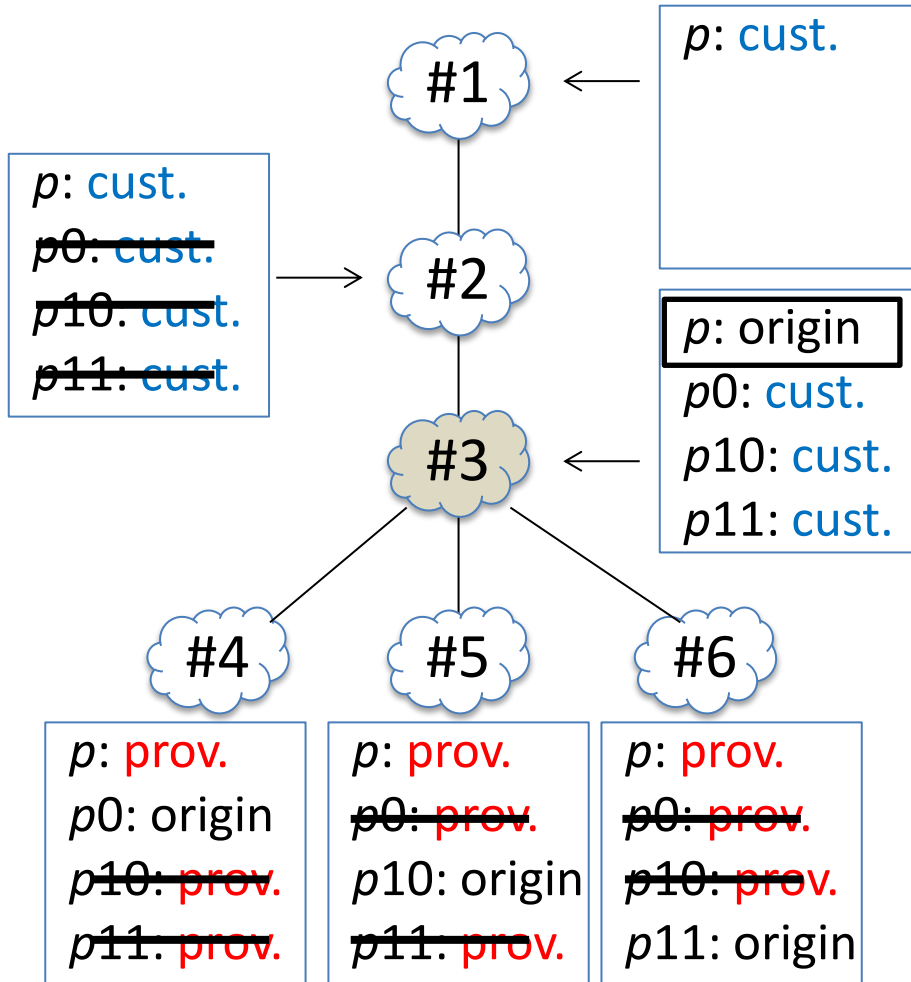 #1
p: cust.
p: cust.
p0: cust.
p10: cust.
p11: cust.
#2
p: origin
p0: cust.
p10: cust.
p11: cust.
#3
#4
#5
#6
p: prov.
p0: origin
p10: prov.
p11: prov.
p: prov.
p0: prov.
p10: origin
p11: prov.
p: prov.
p0: prov.
p10: prov.
p11: origin